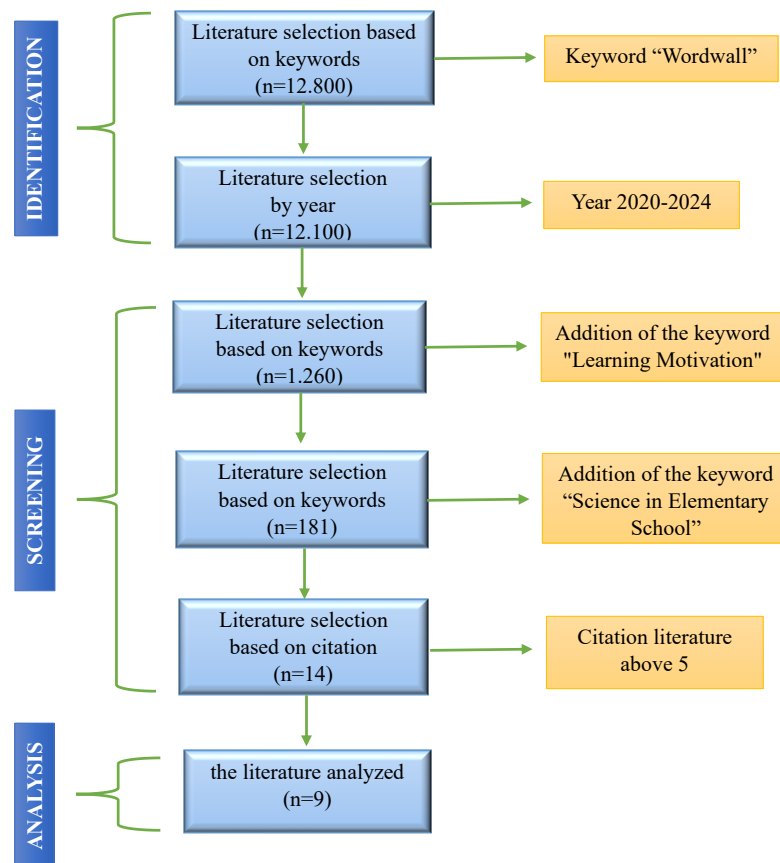 IDENTIFICATION
Literature selection based
on keywords
(n=12.800)
Keyword “Wordwall”
Literature selection
by year
(n=12.100)
Year 2020-2024
SCREENING
Literature selection
based on keywords
(n=1.260)
Addition of the keyword
"Learning Motivation"
Literature selection
based on keywords
(n=181)
Addition of the keyword
“Science in Elementary
School”
Literature selection
based on citation
(n=14)
Citation literature
above 5
ANALYSIS
the literature analyzed
(n=9)